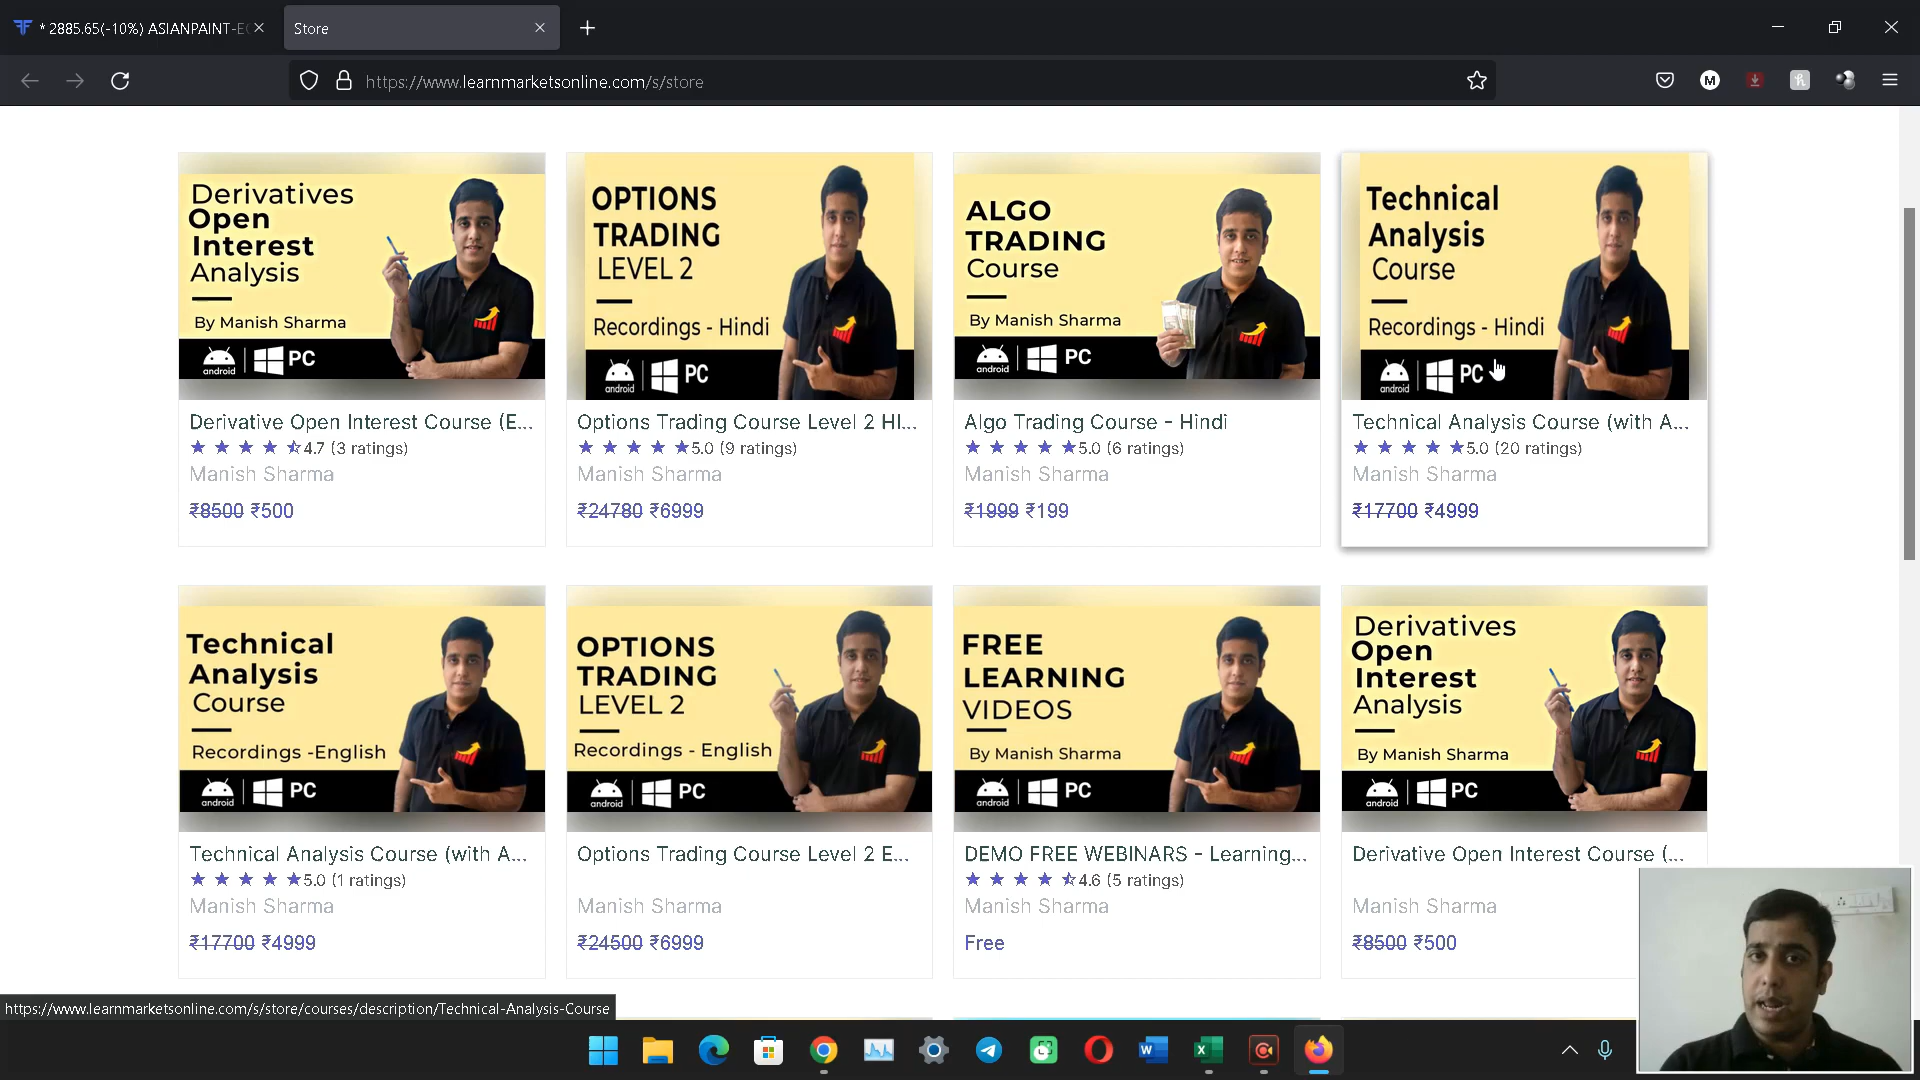 * 2885.65(-10%) ASIANPAINT-E
Store
https://www.learnmarketsonline.com/s/store
M
Derivatives
Open
Interest
Analysis
By Manish Sharma
android
PC
OPTIONS
TRADING
LEVEL 2
Recordings - Hindi
android
PC
ALGO
TRADING
Course
By Manish Sharma
android
PC
Technical
Analysis
Course
Recordings - Hindi
android
PC
Derivative Open Interest Course (E...
4.7 (3 ratings)
Manish Sharma
₹8500 ₹500
Options Trading Course Level 2 HI...
5.0 (9 ratings)
Manish Sharma
₹24780 ₹6999
Algo Trading Course - Hindi
5.0 (6 ratings)
Manish Sharma
₹1999 ₹199
Technical Analysis Course (with A...
5.0 (20 ratings)
Manish Sharma
₹17700 ₹4999
Technical
Analysis
Course
Recordings -English
android
PC
OPTIONS
TRADING
LEVEL 2
Recordings - English
android
PC
FREE
LEARNING
VIDEOS
By Manish Sharma
android
PC
Derivatives
Open
Interest
Analysis
By Manish Sharma
android
PC
Technical Analysis Course (with A...
5.0 (1 ratings)
Manish Sharma
₹17700 ₹4999
Options Trading Course Level 2 E...
Manish Sharma
₹24500 ₹6999
DEMO FREE WEBINARS - Learning...
4.6 (5 ratings)
Manish Sharma
Free
Derivative Open Interest Course (...
Manish Sharma
₹8500 ₹500
https://www.learnmarketsonline.com/s/store/courses/description/Technical-Analysis-Course